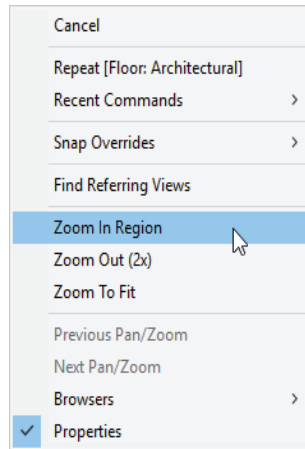 Cancel
Repeat [Floor: Architectural]
Recent Commands
Snap Overrides
Find Referring Views
Zoom In Region
Zoom Out (2x)
Zoom To Fit
Previous Pan/Zoom
Next Pan/Zoom
Browsers
Properties